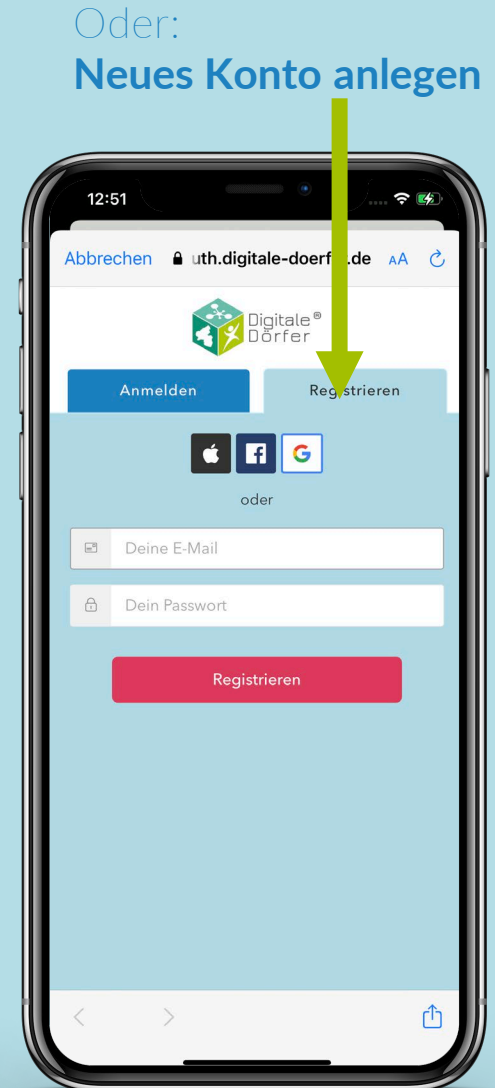 Oder:
Neues Konto anlegen
12:51
Abbrechen uth.digitale-doerf .de AA
Digitale®
Dörfer
Anmelden Registrieren
oder
Deine E-Mail
Dein Passwort
Registrieren